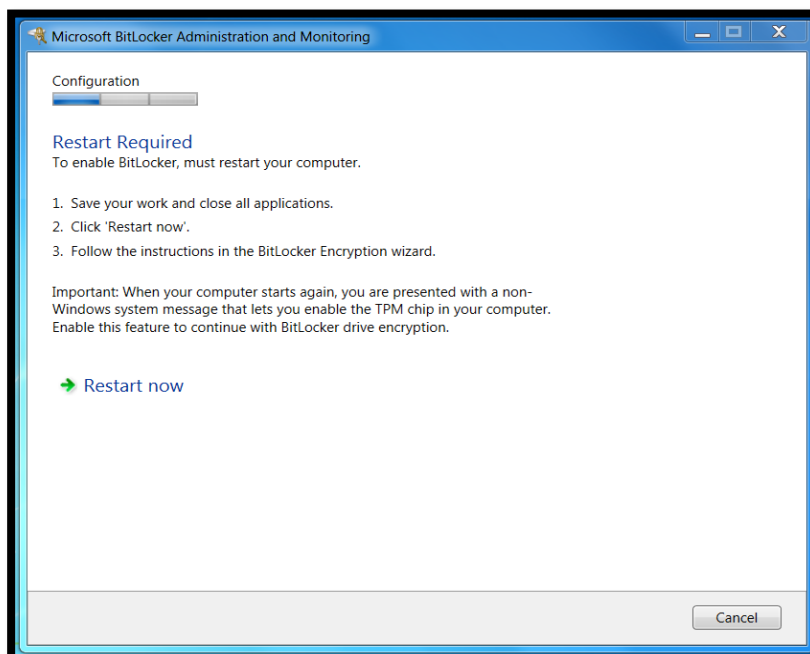 Microsoft BitLocker Administration and Monitoring
Configuration
Restart Required
To enable BitLocker, must restart your computer.
1. Save your work and close all applications.
2. Click 'Restart now'.
3. Follow the instructions in the BitLocker Encryption wizard.
Important: When your computer starts again, you are presented with a non-
Windows system message that lets you enable the TPM chip in your computer.
Enable this feature to continue with BitLocker drive encryption.
Restart now
Cancel